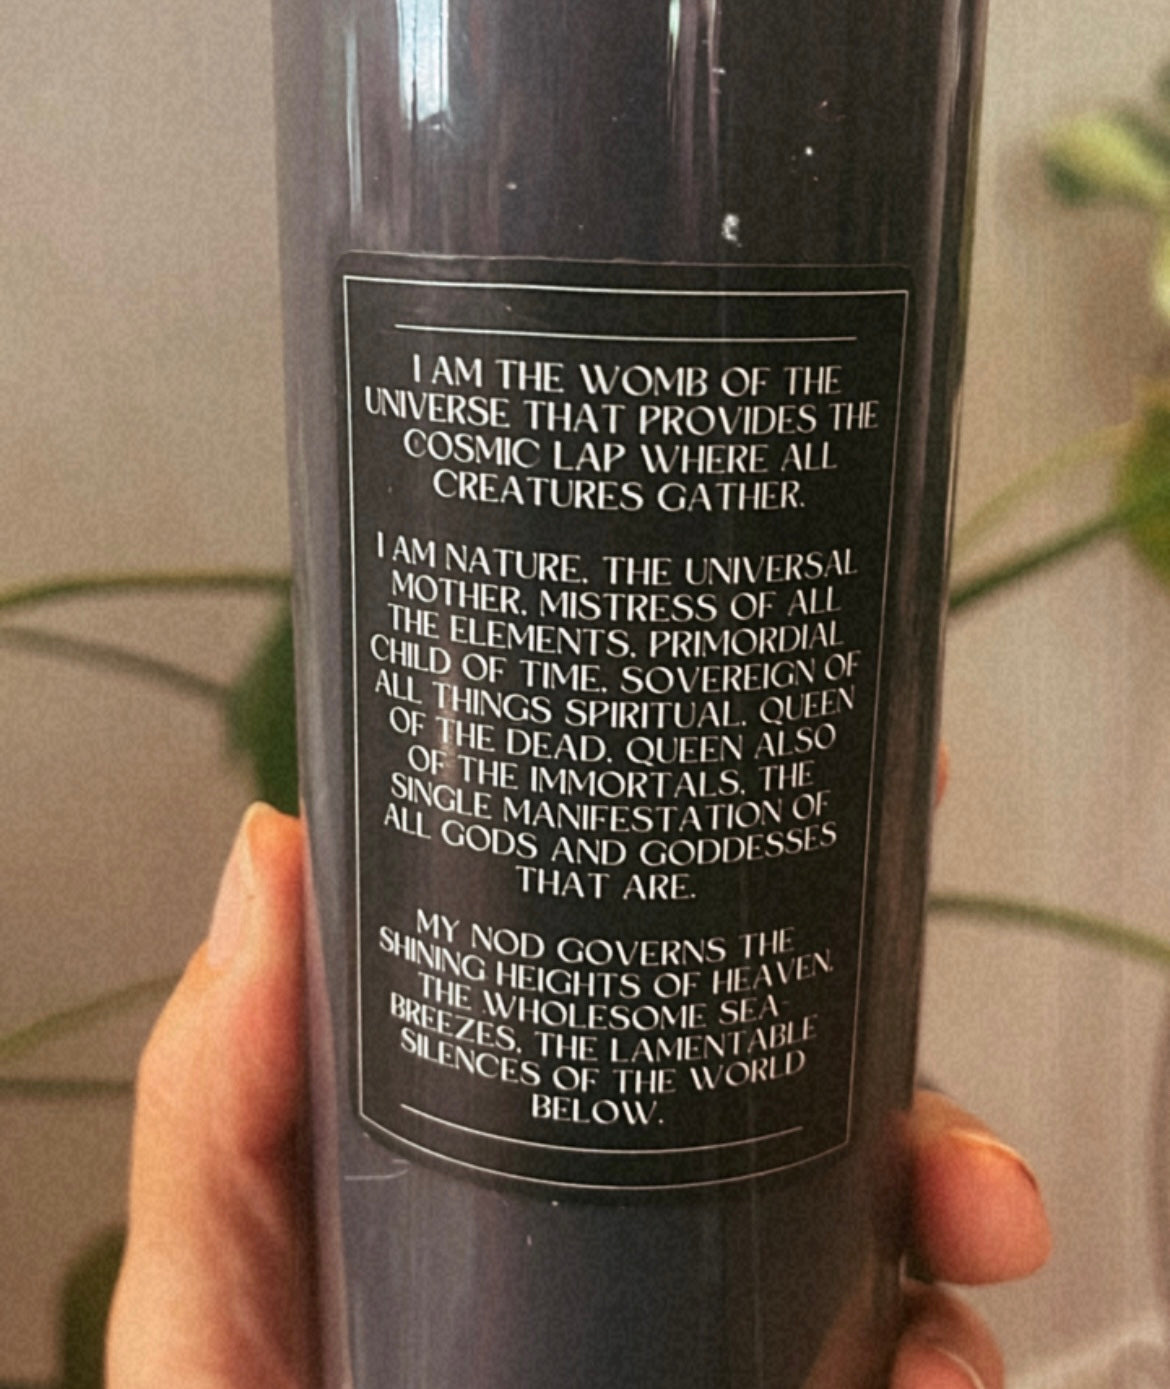 I AM THE WOMB OF THE
UNIVERSE THAT PROVIDES THE
COSMIC LAP WHERE ALL
CREATURES GATHER.
I AM NATURE, THE UNIVERSAL
MOTHER, MISTRESS OF ALL
THE ELEMENTS, PRIMORDIAL
CHILD OF TIME, SOVEREIGN OF
ALL THINGS SPIRITUAL, QUEEN
OF THE DEAD, QUEEN ALSO
OF THE IMMORTALS, THE
SINGLE MANIFESTATION OF
ALL GODS AND GODDESSES
THAT ARE.
MY NOD GOVERNS THE
SHINING HEIGHTS OF HEAVEN,
THE WHOLESOME SEA-
BREEZES, THE LAMENTABLE
SILENCES OF THE WORLD
BELOW.